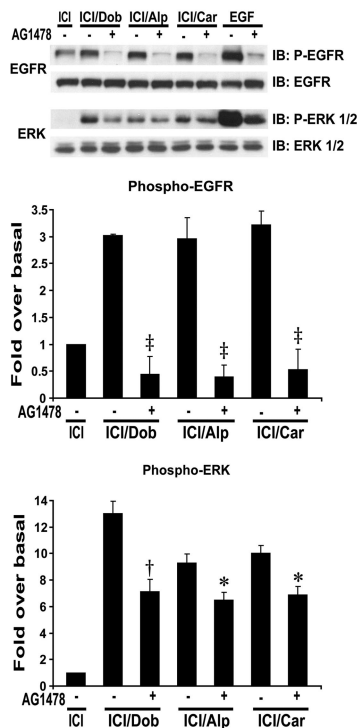 ICI ICI/Dob ICI/Alp ICI/Car EGF
AG1478 - - + - + - + - +
EGFR
IB: P-EGFR
IB: EGFR
ERK
IB: P-ERK 1/2
IB: ERK 1/2
Phospho-EGFR
Fold over basal
3.5
3
2.5
2
1.5
1
0.5
0
‡ ‡ ‡
AG1478 - - + - + - +
ICI ICI/Dob ICI/Alp ICI/Car
Phospho-ERK
Fold over basal
14
12
10
8
6
4
2
0
† * *
AG1478 - - + - + - +
ICI ICI/Dob ICI/Alp ICI/Car